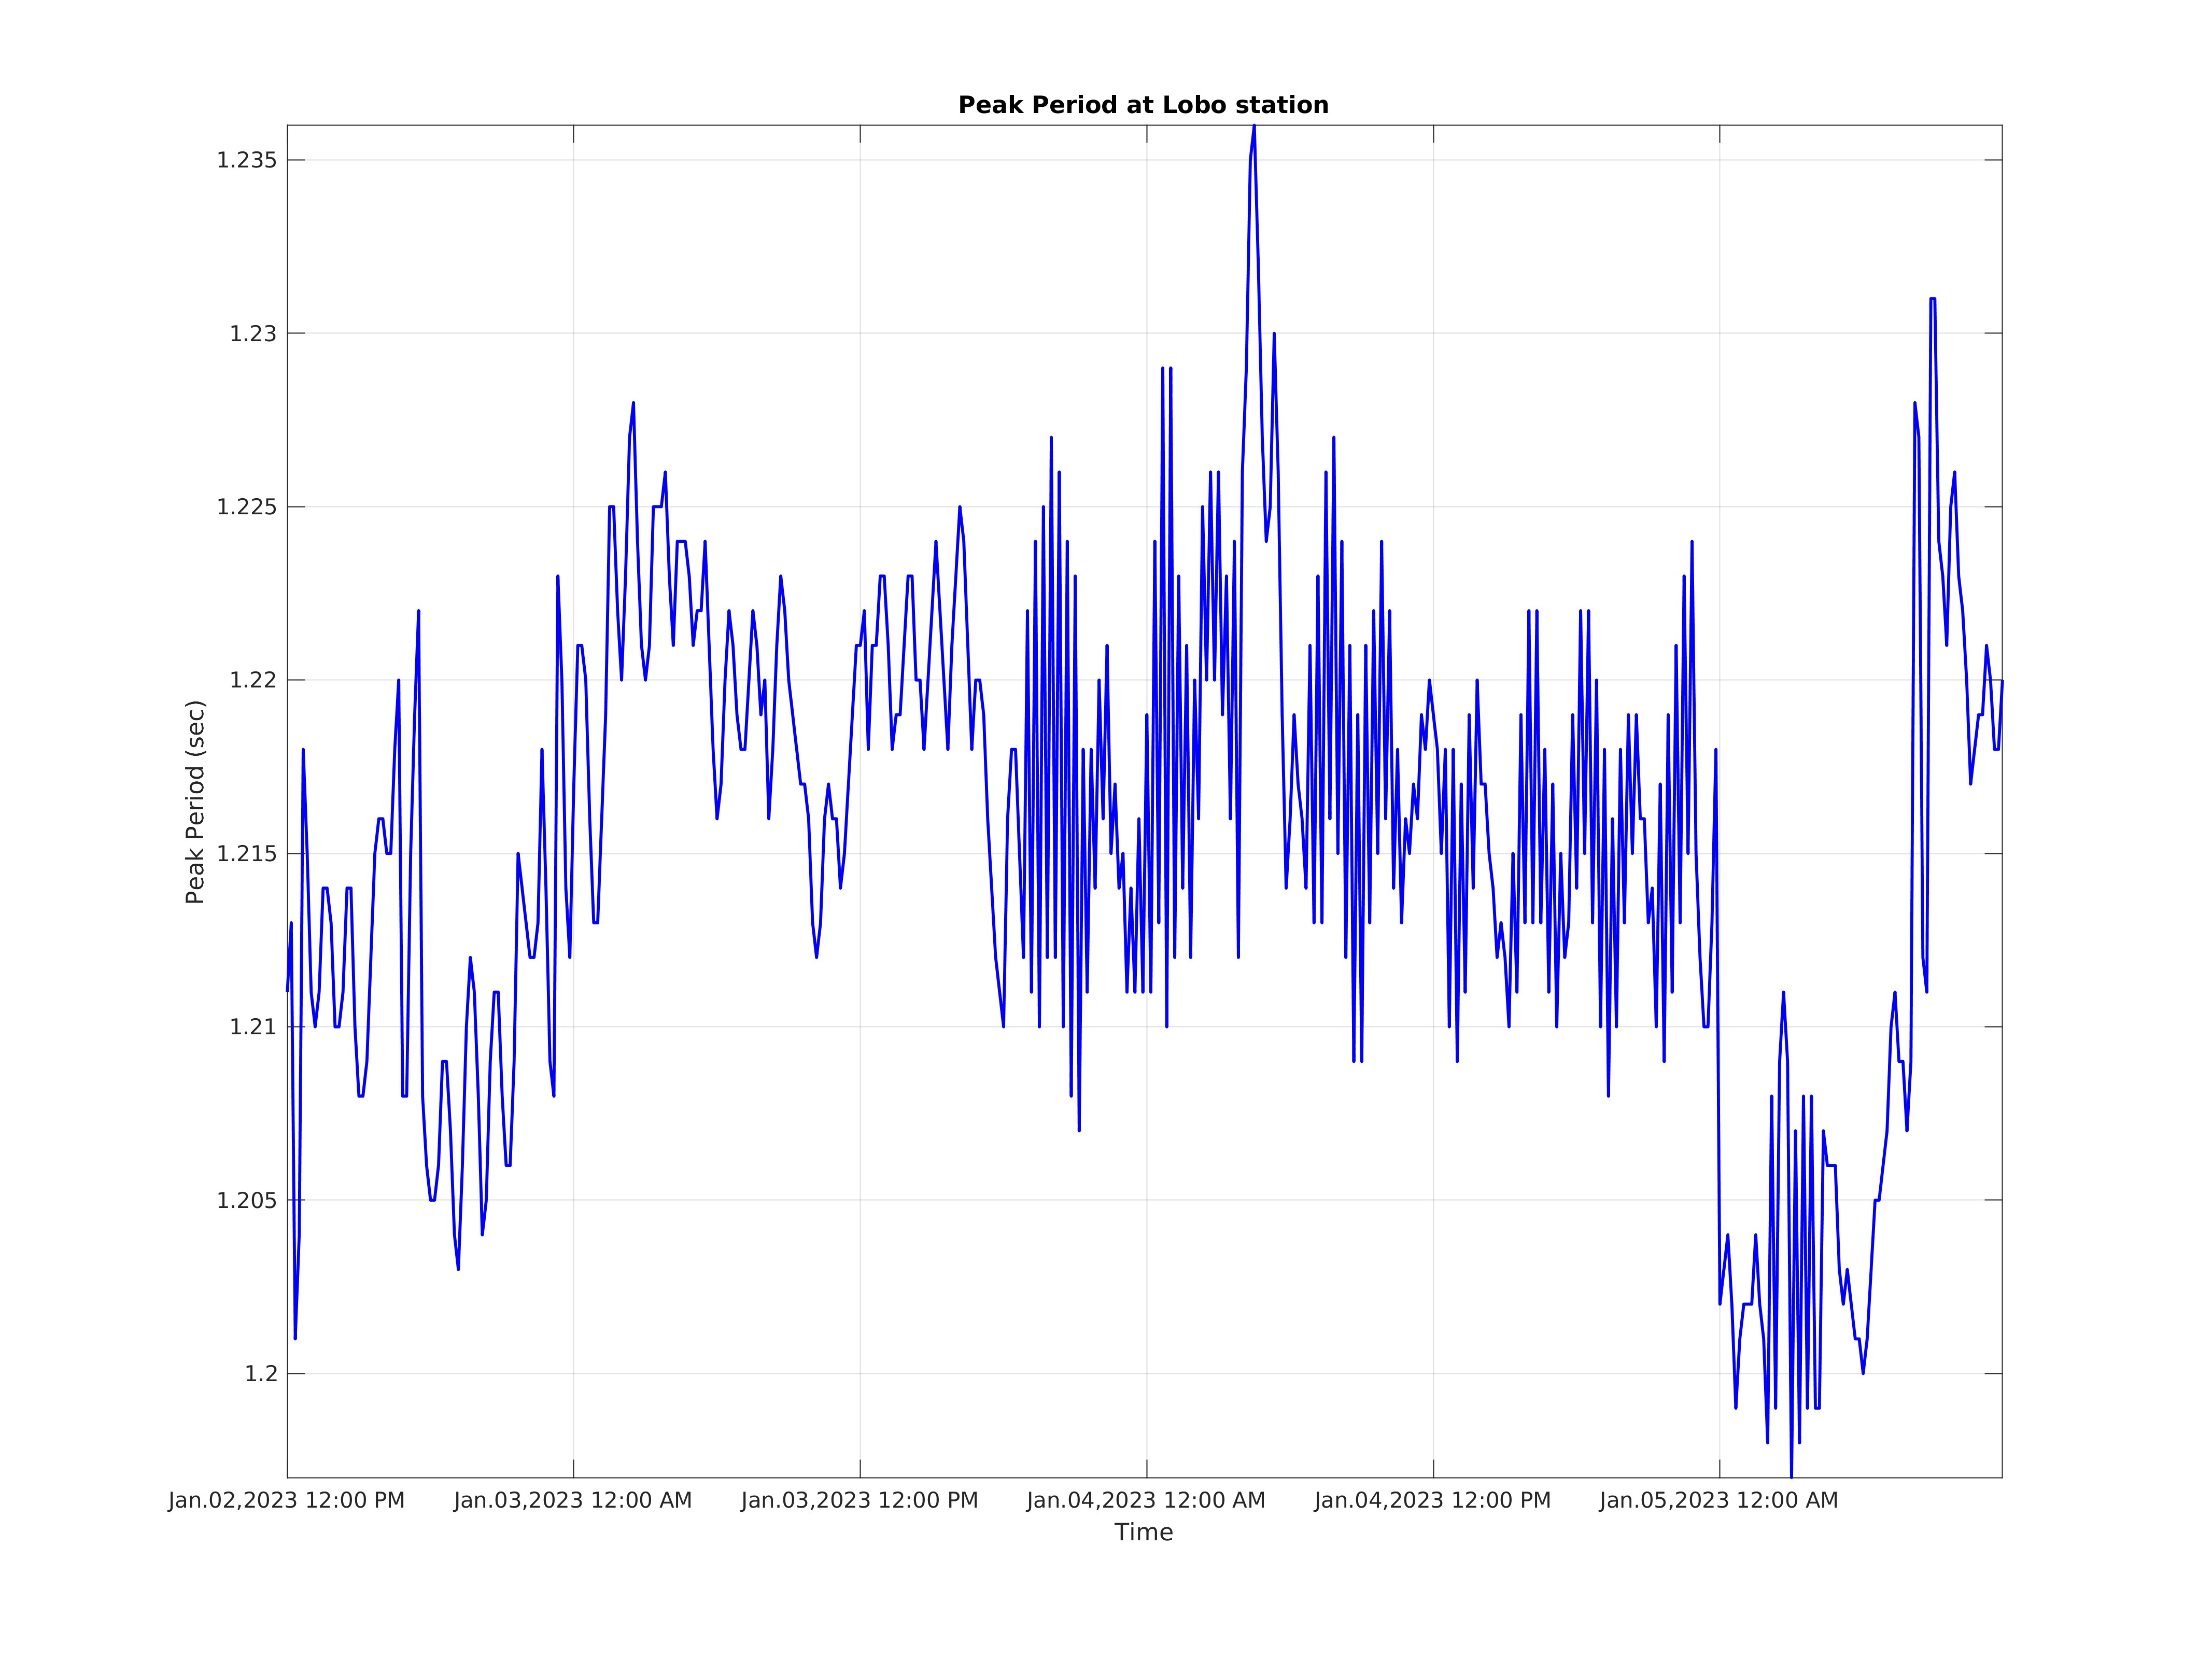 Peak Period at Lobo station
1.235
1.23
1.225
1.22
1.215
1.21
1.205
1.2
Peak Period (sec)
Jan.02,2023 12:00 PM
Jan.03,2023 12:00 AM
Jan.03,2023 12:00 PM
Jan.04,2023 12:00 AM
Jan.04,2023 12:00 PM
Jan.05,2023 12:00 AM
Time